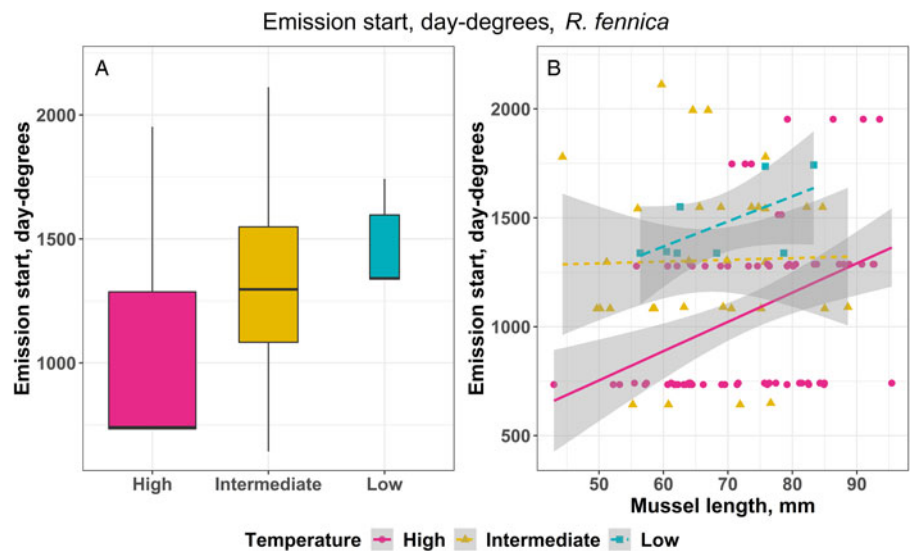 Emission start, day-degrees, R. fennica
A
B
Emission start, day-degrees
2000
1500
1000
High
Intermediate
Low
Emission start, day-degrees
2000
1500
1000
500
50
60
70
80
90
Mussel length, mm
Temperature High Intermediate Low